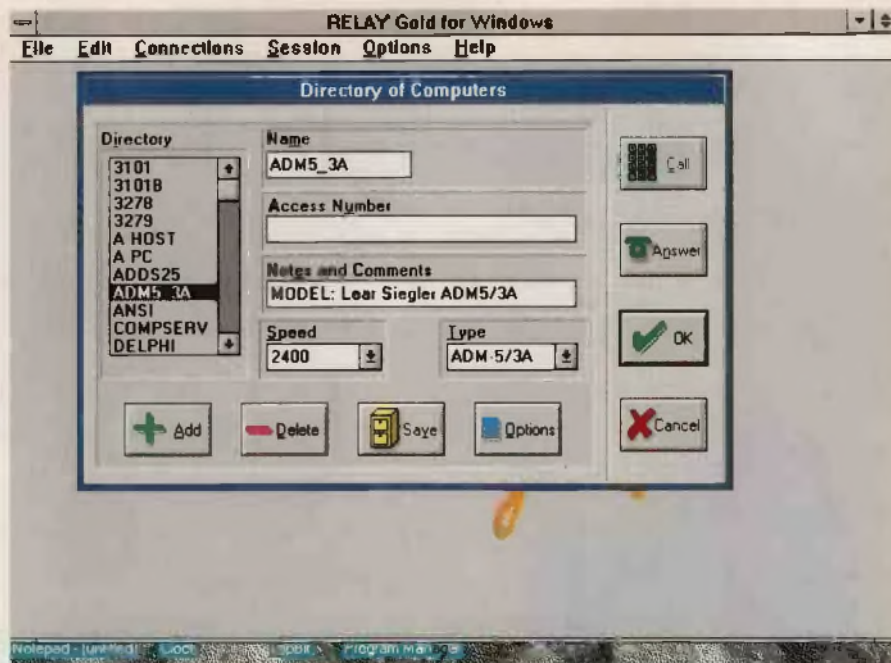 RELAY Gold for Windows
File Edit Connections Session Options Help
Directory of Computers
Directory
3101
3101B
3278
3279
A HOST
A PC
ADDS25
ADM5_3A
ANSI
COMPSERV
DELPHI
Name
ADM5_3A
Access Number
Notes and Comments
MODEL: Lear Siegler ADM5/3A
Speed
2400
Type
ADM-5/3A
Call
Answer
OK
Cancel
Add
Delete
Save
Options
Notepad - [untitled]
Clock
Program Manager